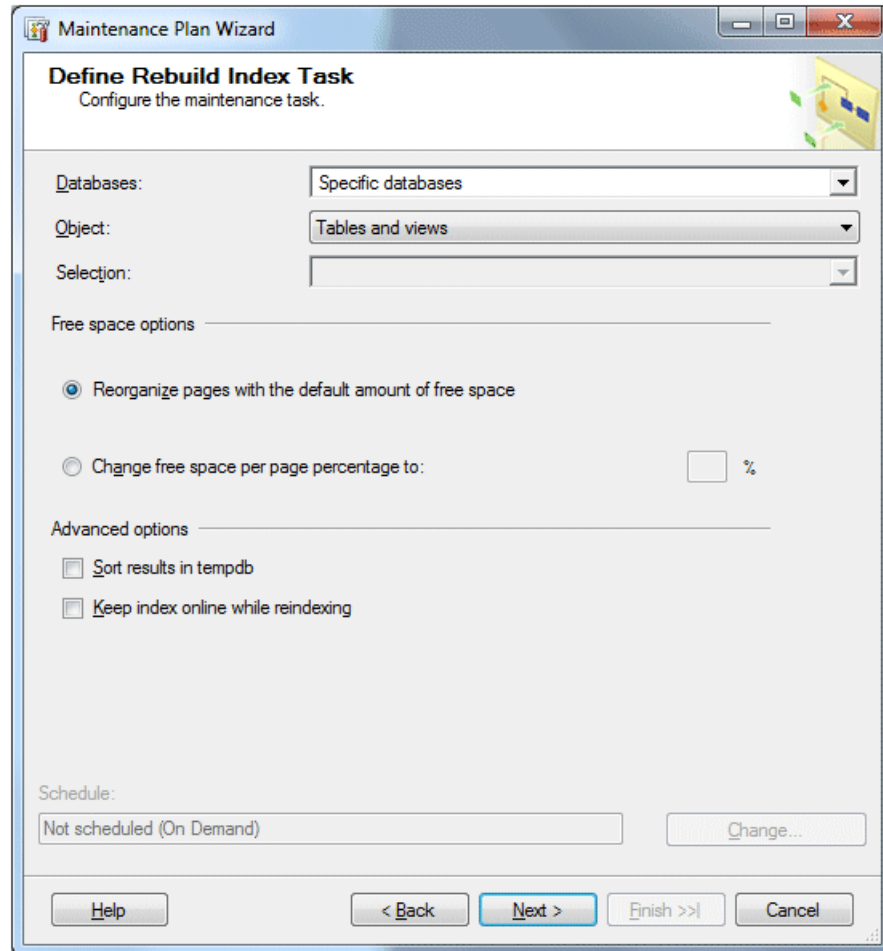 Maintenance Plan Wizard
Define Rebuild Index Task
Configure the maintenance task.
Databases: Specific databases
Object: Tables and views
Selection:
Free space options
Reorganize pages with the default amount of free space
Change free space per page percentage to: %
Advanced options
Sort results in tempdb
Keep index online while reindexing
Schedule:
Not scheduled (On Demand) Change...
Help < Back Next > Finish >>| Cancel